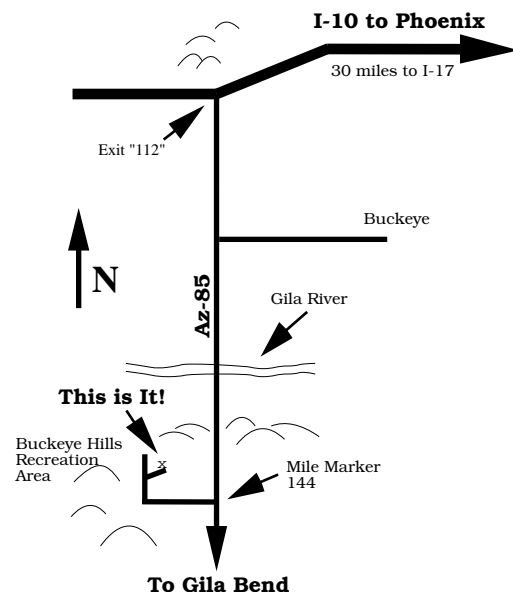 I-10 to Phoenix
30 miles to I-17
Exit "112"
Buckeye
N
Az-85
Gila River
This is It!
Buckeye Hills
Recreation
Area
x
Mile Marker
144
To Gila Bend